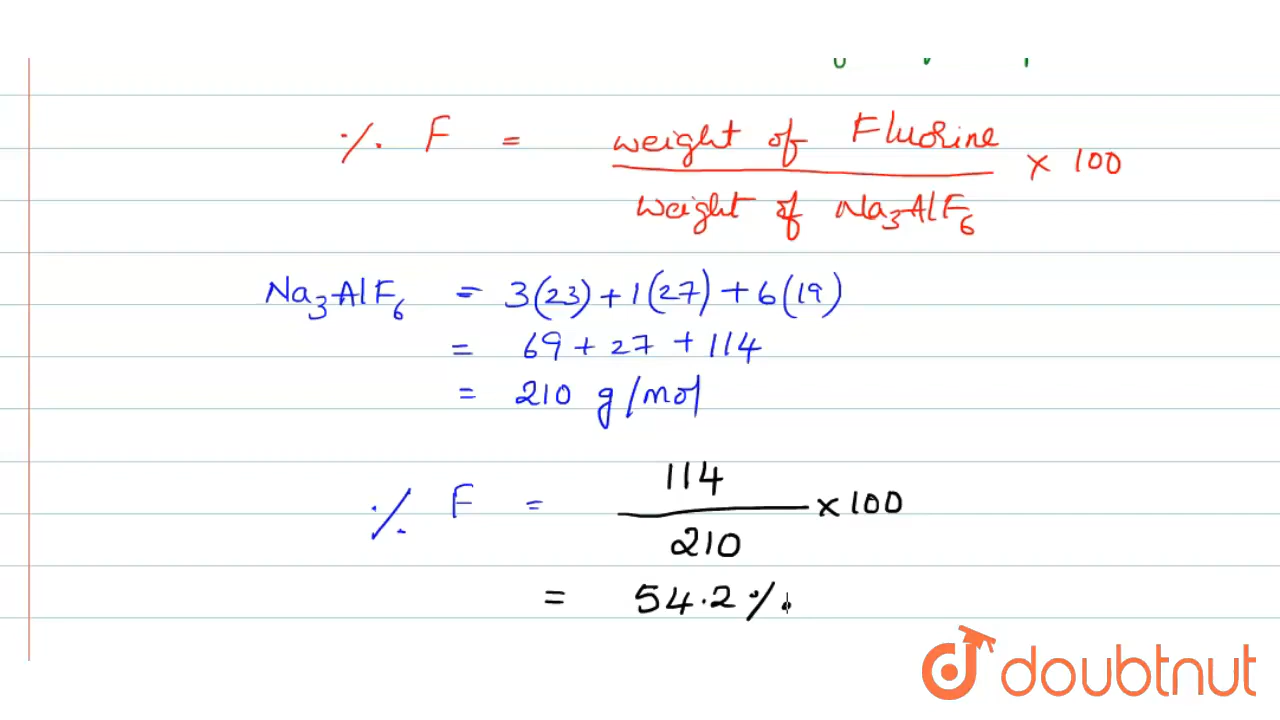 % F = weight of Fluorine / weight of Na₃AlF₆ × 100
Na₃AlF₆ = 3(23) + 1(27) + 6(19)
= 69 + 27 + 114
= 210 g/mol
% F = 114 / 210 × 100
= 54.2 %
doubtnut